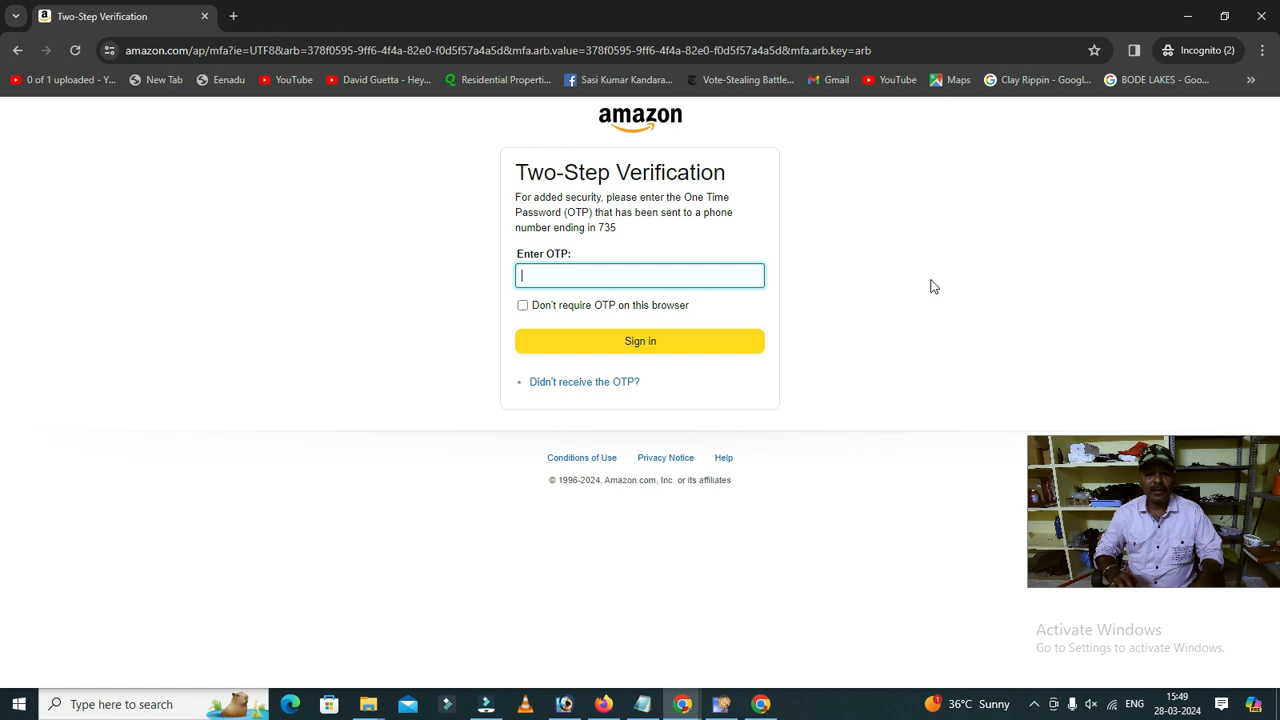 Two-Step Verification
amazon.com/ap/mfa?ie=UTF8&arb=378f0595-9ff6-4f4a-82e0-f0d5f57a4a5d&mfa.arb.value=378f0595-9ff6-4f4a-82e0-f0d5f57a4a5d&mfa.arb.key=arb
Incognito (2)
0 of 1 uploaded - Y... New Tab Eenadu YouTube David Guetta - Hey,... Residential Properti... Sasi Kumar Kandara... Vote-Stealing Battle... Gmail YouTube Maps Clay Rippin - Googl... BODE LAKES - Goo...
amazon
Two-Step Verification
For added security, please enter the One Time
Password (OTP) that has been sent to a phone
number ending in 735
Enter OTP:
Don't require OTP on this browser
Sign in
Didn't receive the OTP?
Conditions of Use Privacy Notice Help
© 1996-2024, Amazon.com, Inc. or its affiliates
Activate Windows
Go to Settings to activate Windows.
Type here to search
1
36°C Sunny
ENG
15:49
28-03-2024